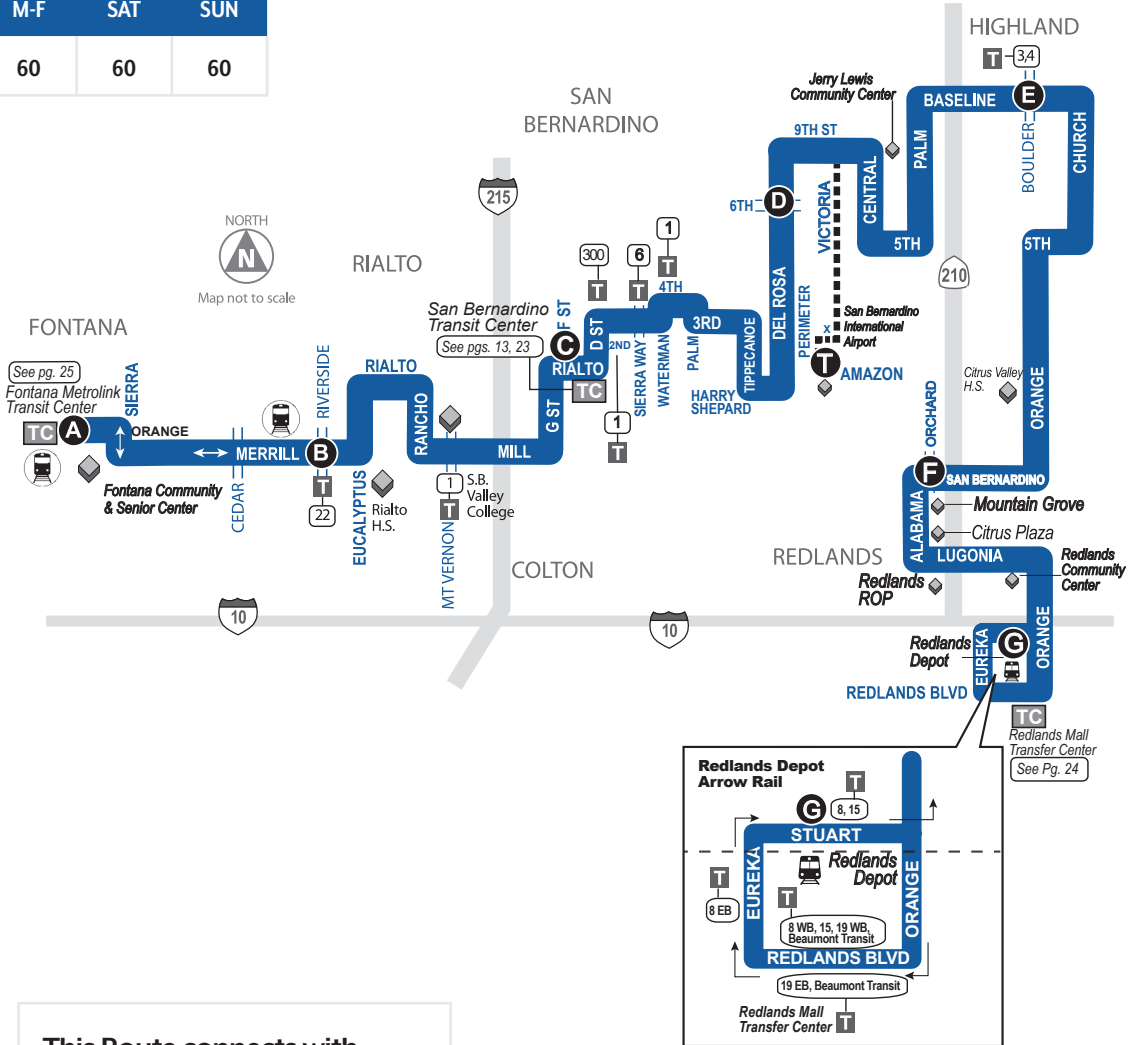 M-F SAT SUN
60 60 60
HIGHLAND
T 3,4
Jerry Lewis
Community Center
SAN
BERNARDINO
BASELINE
E
9TH ST
PALM
BOULDER
CHURCH
215
CENTRAL
VICTORIA
6TH
D
NORTH
N
Map not to scale
RIALTO
1
T
300
T
6
T
4TH
5TH
5TH
210
FONTANA
San Bernardino
Transit Center
See pgs. 13, 23
F ST
C
D ST
2ND
3RD
DEL ROSA
PERIMETER
San Bernardino
International
Airport
x
T
AMAZON
See pg. 25
Fontana Metrolink
Transit Center
SIERRA
RIVERSIDE
RIALTO
RIALTO
TC
SIERRA WAY
WATERMAN
PALM
TIPPECANOE
HARRY
SHEPARD
Citrus Valley
H.S.
ORANGE
TC A
ORANGE
MERRILL
B
RANCHO
MILL
G ST
1
T
ORCHARD
F
SAN BERNARDINO
Fontana Community
& Senior Center
CEDAR
T
22
EUCALYPTUS
Rialto
H.S.
1
T
S.B.
Valley
College
MT VERNON
ALABAMA
Mountain Grove
Citrus Plaza
COLTON
REDLANDS
LUGONIA
Redlands
Community
Center
Redlands
ROP
10
10
Redlands
Depot
EUREKA
G
ORANGE
REDLANDS BLVD
TC
Redlands Mall
Transfer Center
See Pg. 24
Redlands Depot
Arrow Rail
T
G
8, 15
STUART
EUREKA
Redlands
Depot
ORANGE
T
8 EB
T
8 WB, 15, 19 WB,
Beaumont Transit
REDLANDS BLVD
19 EB, Beaumont Transit
Redlands Mall
Transfer Center T
This Route connects with